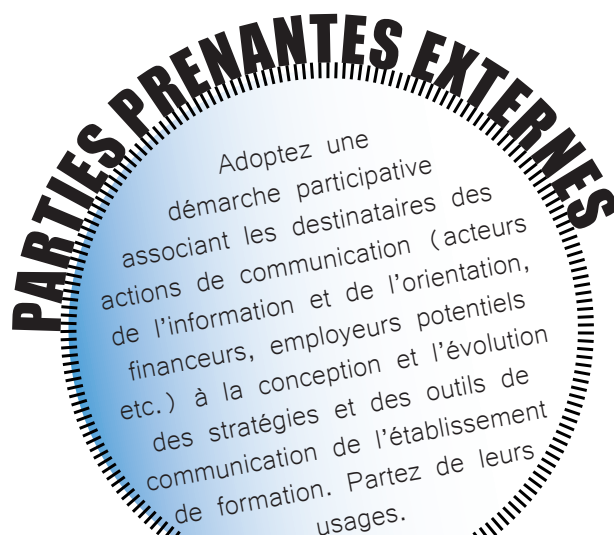 PARTIES PRENANTES EXTERNES
Adoptez une
démarche participative
associant les destinataires des
actions de communication (acteurs
de l'information et de l'orientation,
financeurs, employeurs potentiels
etc.) à la conception et l'évolution
des stratégies et des outils de
communication de l'établissement
de formation. Partez de leurs
usages.